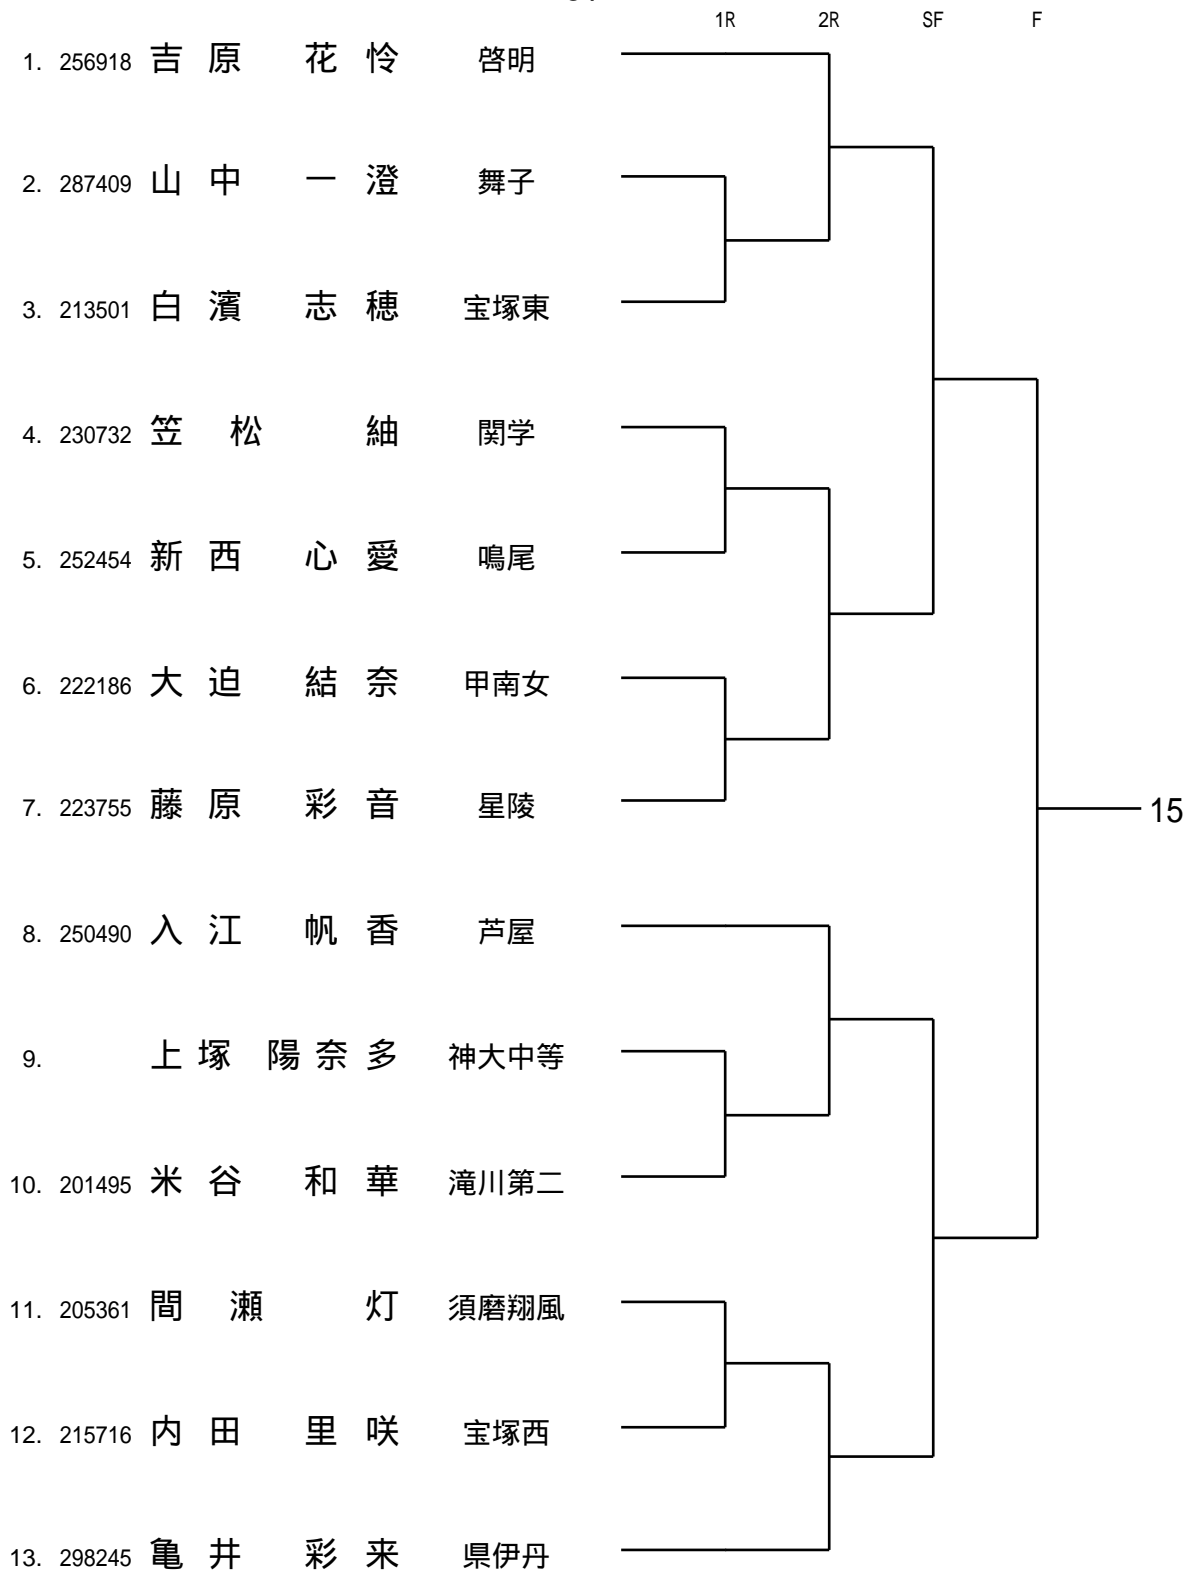 1R 2R SF F
1. 256918 吉原 花怜 啓明
2. 287409 山中 一澄 舞子
3. 213501 白濱 志穂 宝塚東
4. 230732 笠松 紬 関学
5. 252454 新西 心愛 鳴尾
6. 222186 大迫 結奈 甲南女
7. 223755 藤原 彩音 星陵
15
8. 250490 入江 帆香 芦屋
9. 上塚 陽奈多 神大中等
10. 201495 米谷 和華 滝川第二
11. 205361 間瀬 灯 須磨翔風
12. 215716 内田 里咲 宝塚西
13. 298245 亀井 彩来 県伊丹